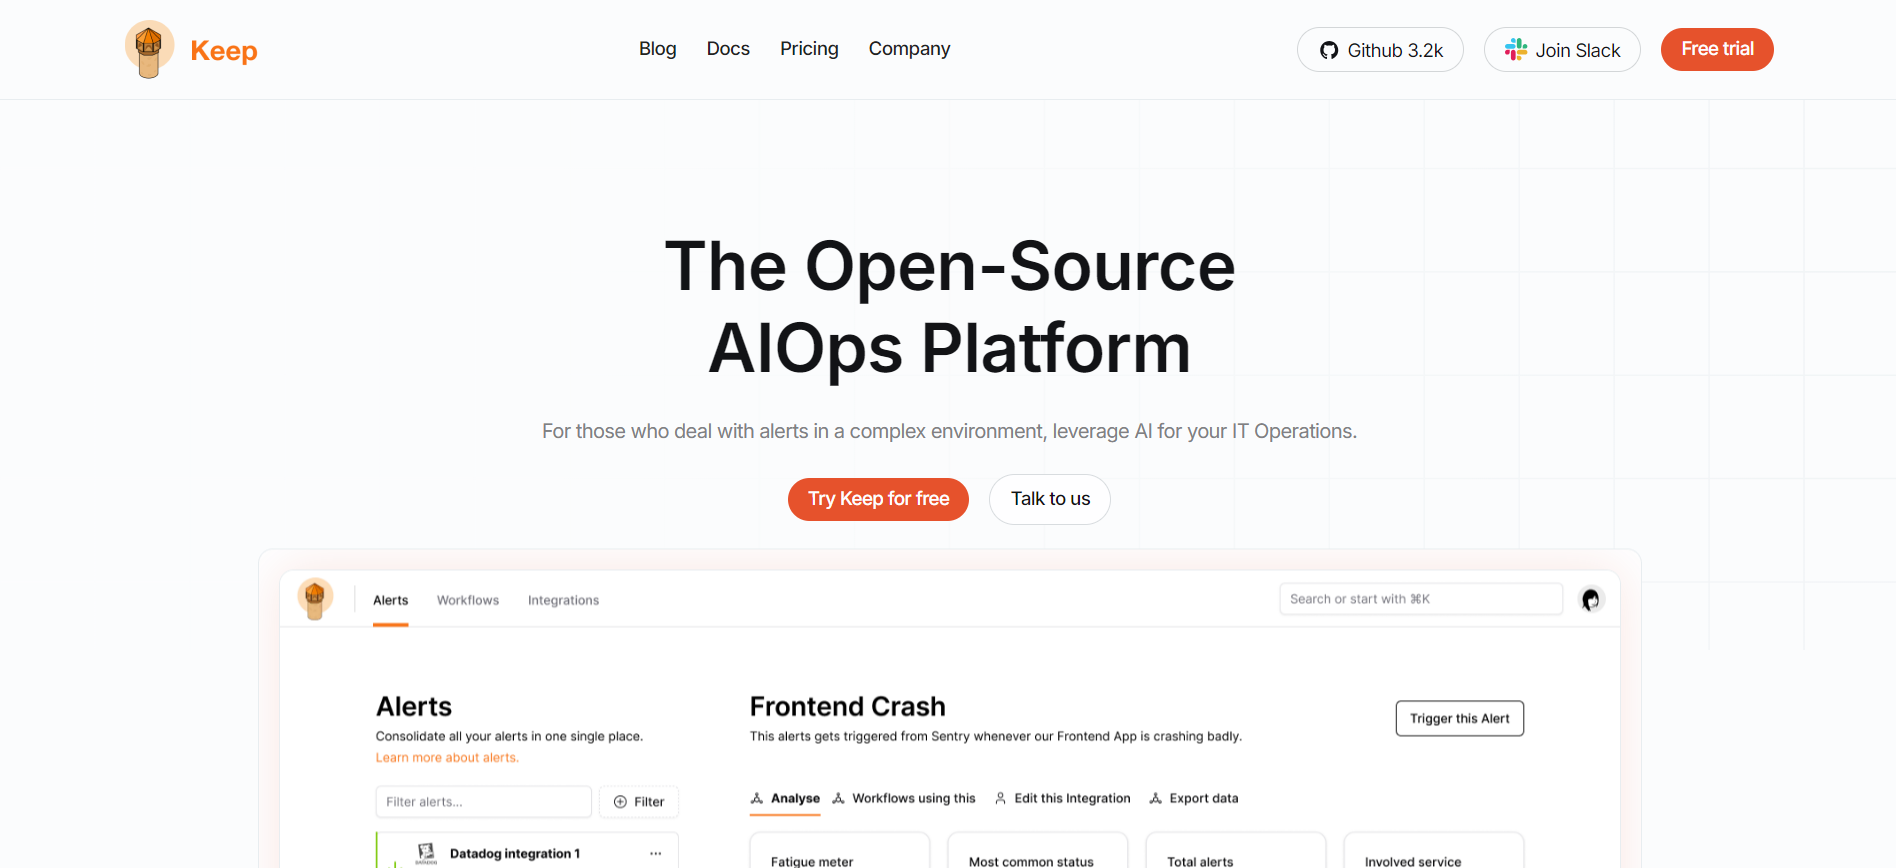 Keep
Blog Docs Pricing Company
Github 3.2k
Join Slack
Free trial
The Open-Source
AIOps Platform
For those who deal with alerts in a complex environment, leverage AI for your IT Operations.
Try Keep for free
Talk to us
Alerts Workflows Integrations
Search or start with ⌘K
Alerts
Consolidate all your alerts in one single place.
Learn more about alerts.
Filter alerts...
Filter
DATADOG
Datadog integration 1
Frontend Crash
This alerts gets triggered from Sentry whenever our Frontend App is crashing badly.
Trigger this Alert
Analyse Workflows using this Edit this Integration Export data
Fatigue meter
Most common status
Total alerts
Involved service